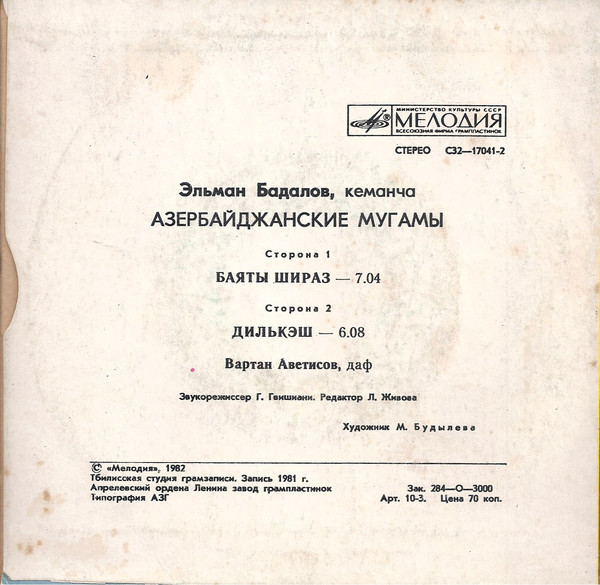 МИНИСТЕРСТВО КУЛЬТУРЫ СССР
МЕЛОДИЯ
ВСЕСОЮЗНАЯ ФИРМА ГРАМПЛАСТИНОК
СТЕРЕО С32—17041-2
Эльман Бадалов, кеманча
АЗЕРБАЙДЖАНСКИЕ МУГАМЫ
Сторона 1
БАЯТЫ ШИРАЗ — 7.04
Сторона 2
ДИЛЬКЭШ — 6.08
Вартан Аветисов, даф
Звукорежиссер Г. Гвишиани. Редактор Л. Живова
Художник М. Будылева
© «Мелодия», 1982
Тбилисская студия грамзаписи. Запись 1981 г.
Апрелевский ордена Ленина завод грампластинок
Типография АЗГ
Зак. 284—О—3000
Арт. 10-3. Цена 70 коп.